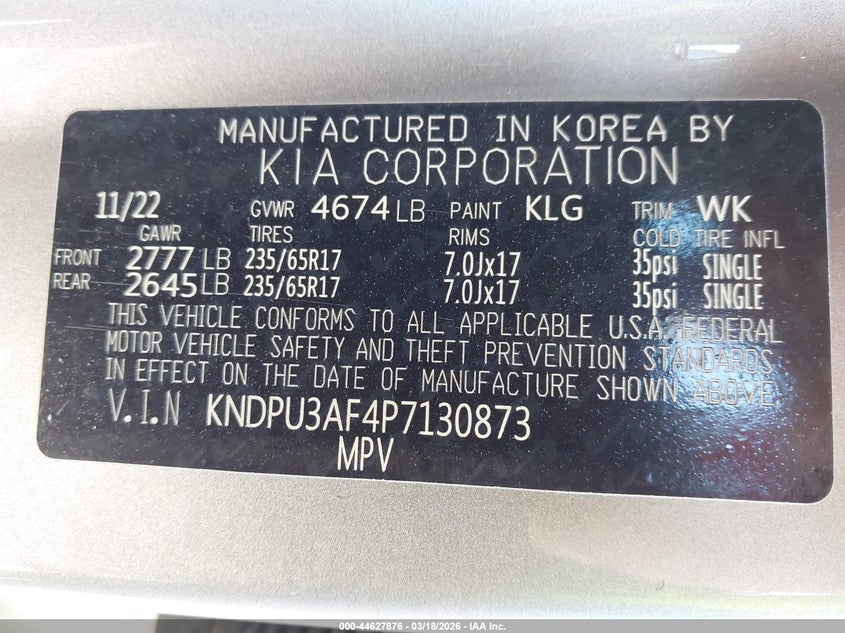 MANUFACTURED IN KOREA BY
KIA CORPORATION
11/22 GVWR 4674 LB PAINT KLG TRIM WK
GAWR TIRES RIMS COLD TIRE INFL
FRONT 2777 LB 235/65R17 7.0Jx17 35psi SINGLE
REAR 2645 LB 235/65R17 7.0Jx17 35psi SINGLE
THIS VEHICLE CONFORMS TO ALL APPLICABLE U.S.A. FEDERAL
MOTOR VEHICLE SAFETY AND THEFT PREVENTION STANDARDS
IN EFFECT ON THE DATE OF MANUFACTURE SHOWN ABOVE.
V.I.N KNDPU3AF4P7130873
MPV
000-44627876 - 03/18/2026 - IAA Inc.